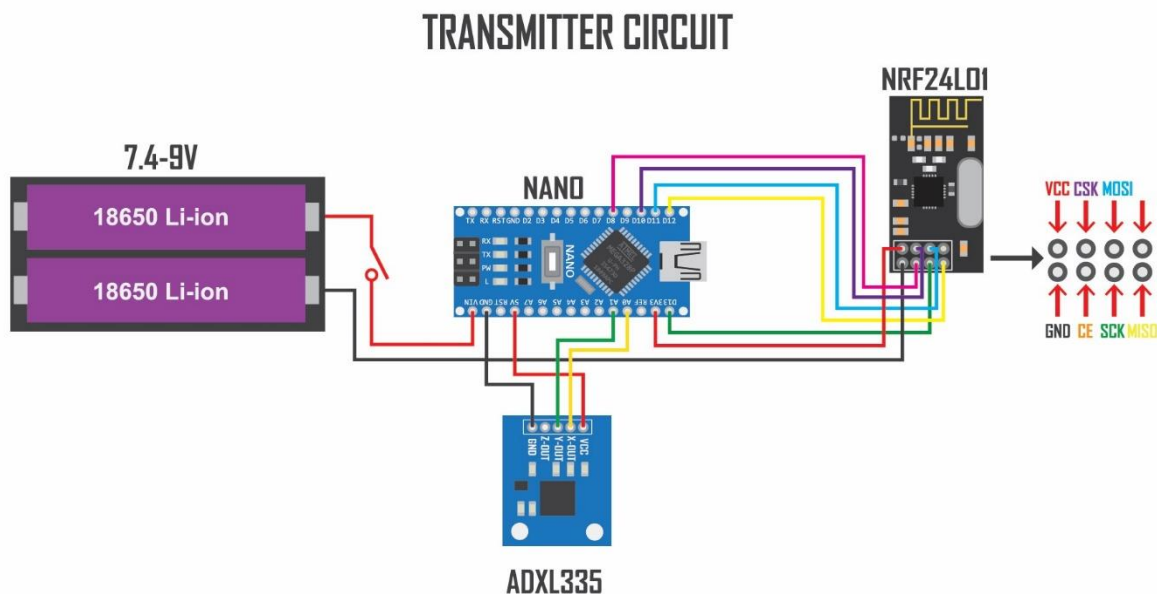 TRANSMITTER CIRCUIT
NRF24L01
7.4-9V
18650 Li-ion
18650 Li-ion
NANO
TX RX RST GND D2 D3 D4 D5 D6 D7 D8 D9 D10 D11 D12
RX
TX
PW
L
NANO
VIN GND RST 5V A7 A6 A5 A4 A3 A2 A1 A0 REF 3V3 D13
VCC CSK MOSI
GND CE SCK MISO
GND Z-OUT Y-OUT X-OUT VCC
ADXL335